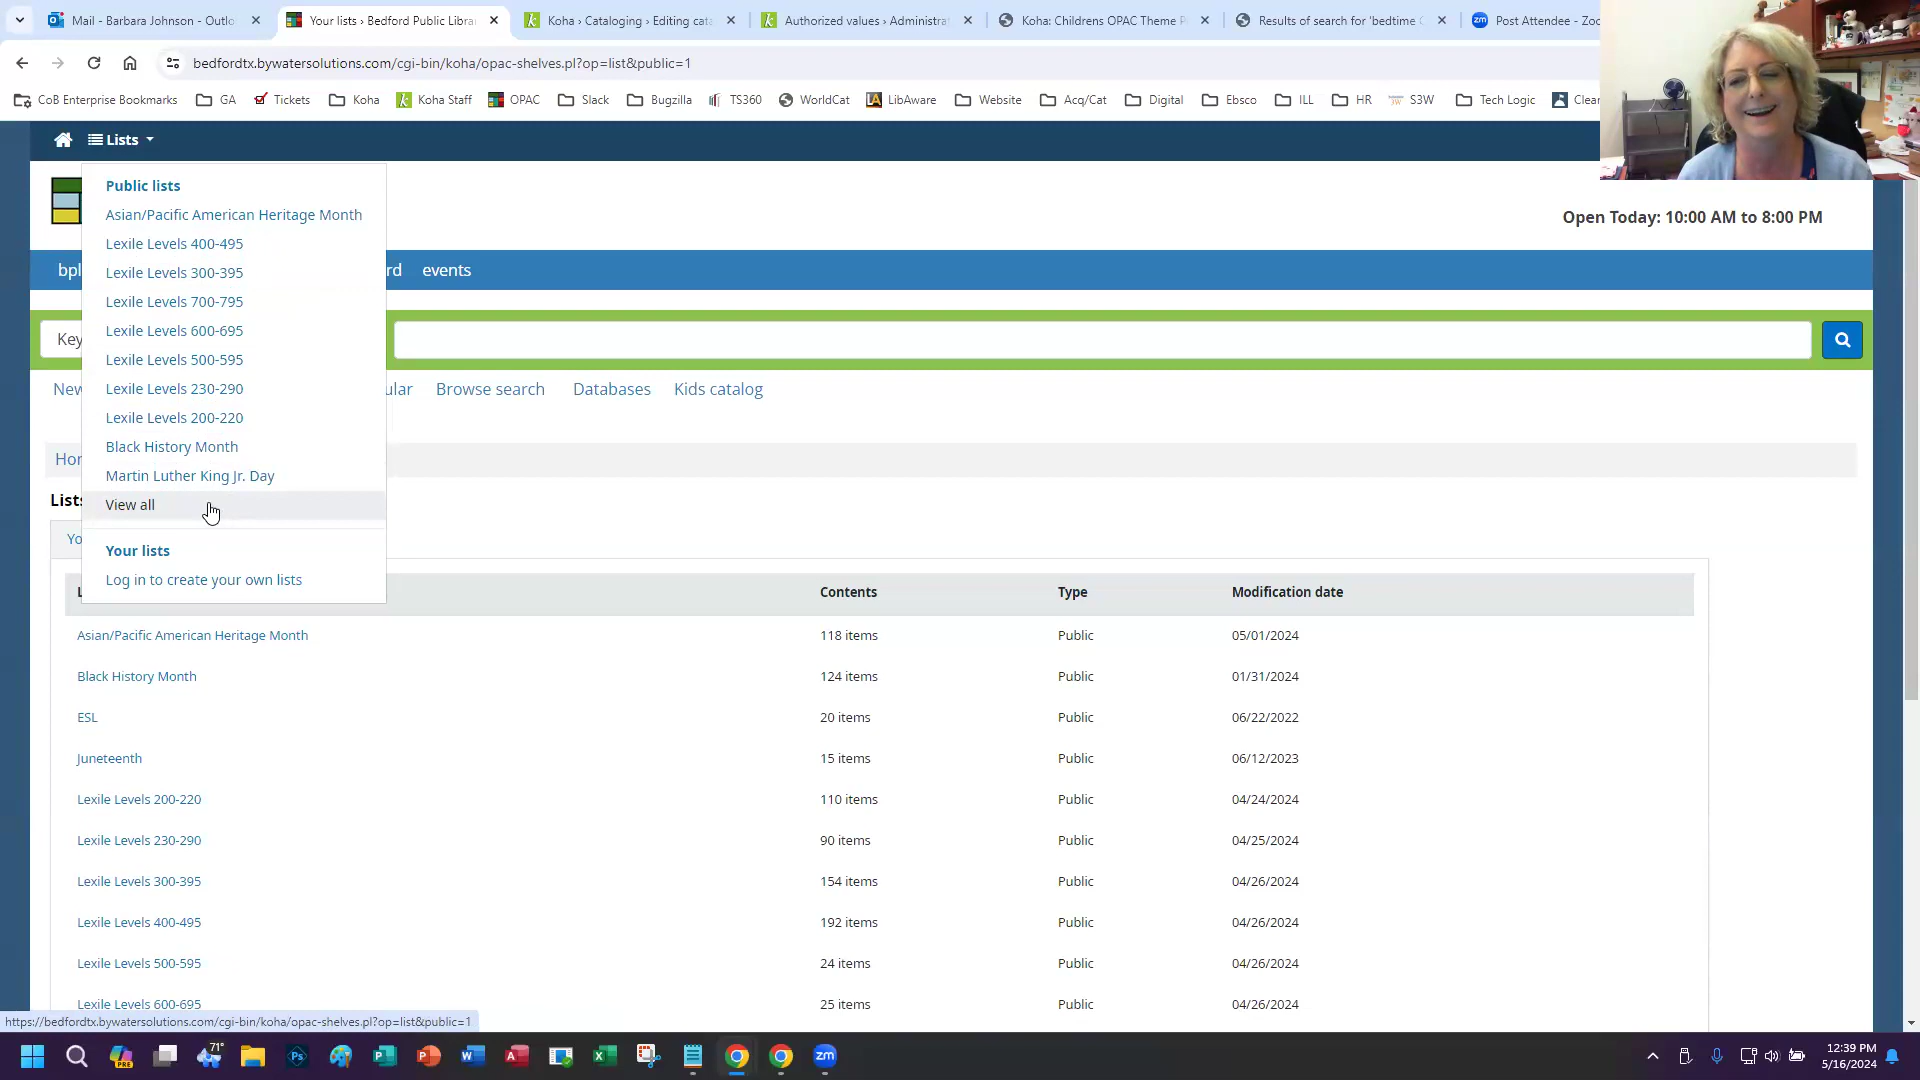 Mail - Barbara Johnson - Outlo
Your lists › Bedford Public Libra
Koha › Cataloging › Editing cata
Authorized values › Administra
Koha: Childrens OPAC Theme P
Results of search for 'bedtime
Post Attendee - Zoo
bedfordtx.bywatersolutions.com/cgi-bin/koha/opac-shelves.pl?op=list&public=1
CoB Enterprise Bookmarks
GA
Tickets
Koha
Koha Staff
OPAC
Slack
Bugzilla
TS360
WorldCat
LibAware
Website
Acq/Cat
Digital
Ebsco
ILL
HR
S3W
Tech Logic
Clear
Lists
Public lists
Asian/Pacific American Heritage Month
Lexile Levels 400-495
Lexile Levels 300-395
Lexile Levels 700-795
Lexile Levels 600-695
Lexile Levels 500-595
Lexile Levels 230-290
Lexile Levels 200-220
Black History Month
Martin Luther King Jr. Day
View all
Your lists
Log in to create your own lists
Open Today: 10:00 AM to 8:00 PM
bpl
rd
events
Key
New
ular
Browse search
Databases
Kids catalog
Hor
Lists
Yo
L
Contents
Type
Modification date
Asian/Pacific American Heritage Month 118 items Public 05/01/2024
Black History Month 124 items Public 01/31/2024
ESL 20 items Public 06/22/2022
Juneteenth 15 items Public 06/12/2023
Lexile Levels 200-220 110 items Public 04/24/2024
Lexile Levels 230-290 90 items Public 04/25/2024
Lexile Levels 300-395 154 items Public 04/26/2024
Lexile Levels 400-495 192 items Public 04/26/2024
Lexile Levels 500-595 24 items Public 04/26/2024
Lexile Levels 600-695 25 items Public 04/26/2024
https://bedfordtx.bywatersolutions.com/cgi-bin/koha/opac-shelves.pl?op=list&public=1
71°
12:39 PM
5/16/2024